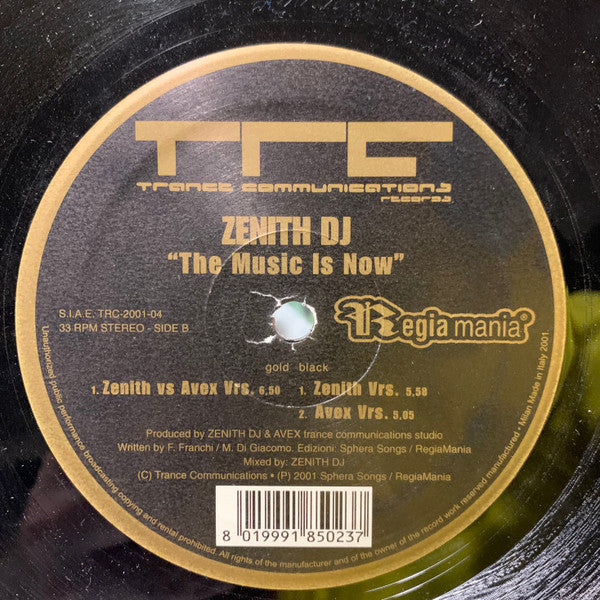 TRC
Trance Communications
records
ZENITH DJ
"The Music Is Now"
S.I.A E. TRC-2001-04
33 RPM STEREO - SIDE B
Regiamania®
gold black
1. Zenith vs Avex Vrs. 6,50
1. Zenith Vrs. 5,58
2. Avex Vrs. 5,05
Produced by ZENITH DJ & AVEX trance communications studio
Written by F. Franchi / M. Di Giacomo. Edizioni: Sphera Songs / RegiaMania
Mixed by: ZENITH DJ
(C) Trance Communications • (P) 2001 Sphera Songs / RegiaMania
8 019991 850237
Unauthorized public performance broadcasting copying and rental prohibited. All rights of the manufacturer and of the owner of the record work reserved manufactured • Milan Made in Italy 2001.